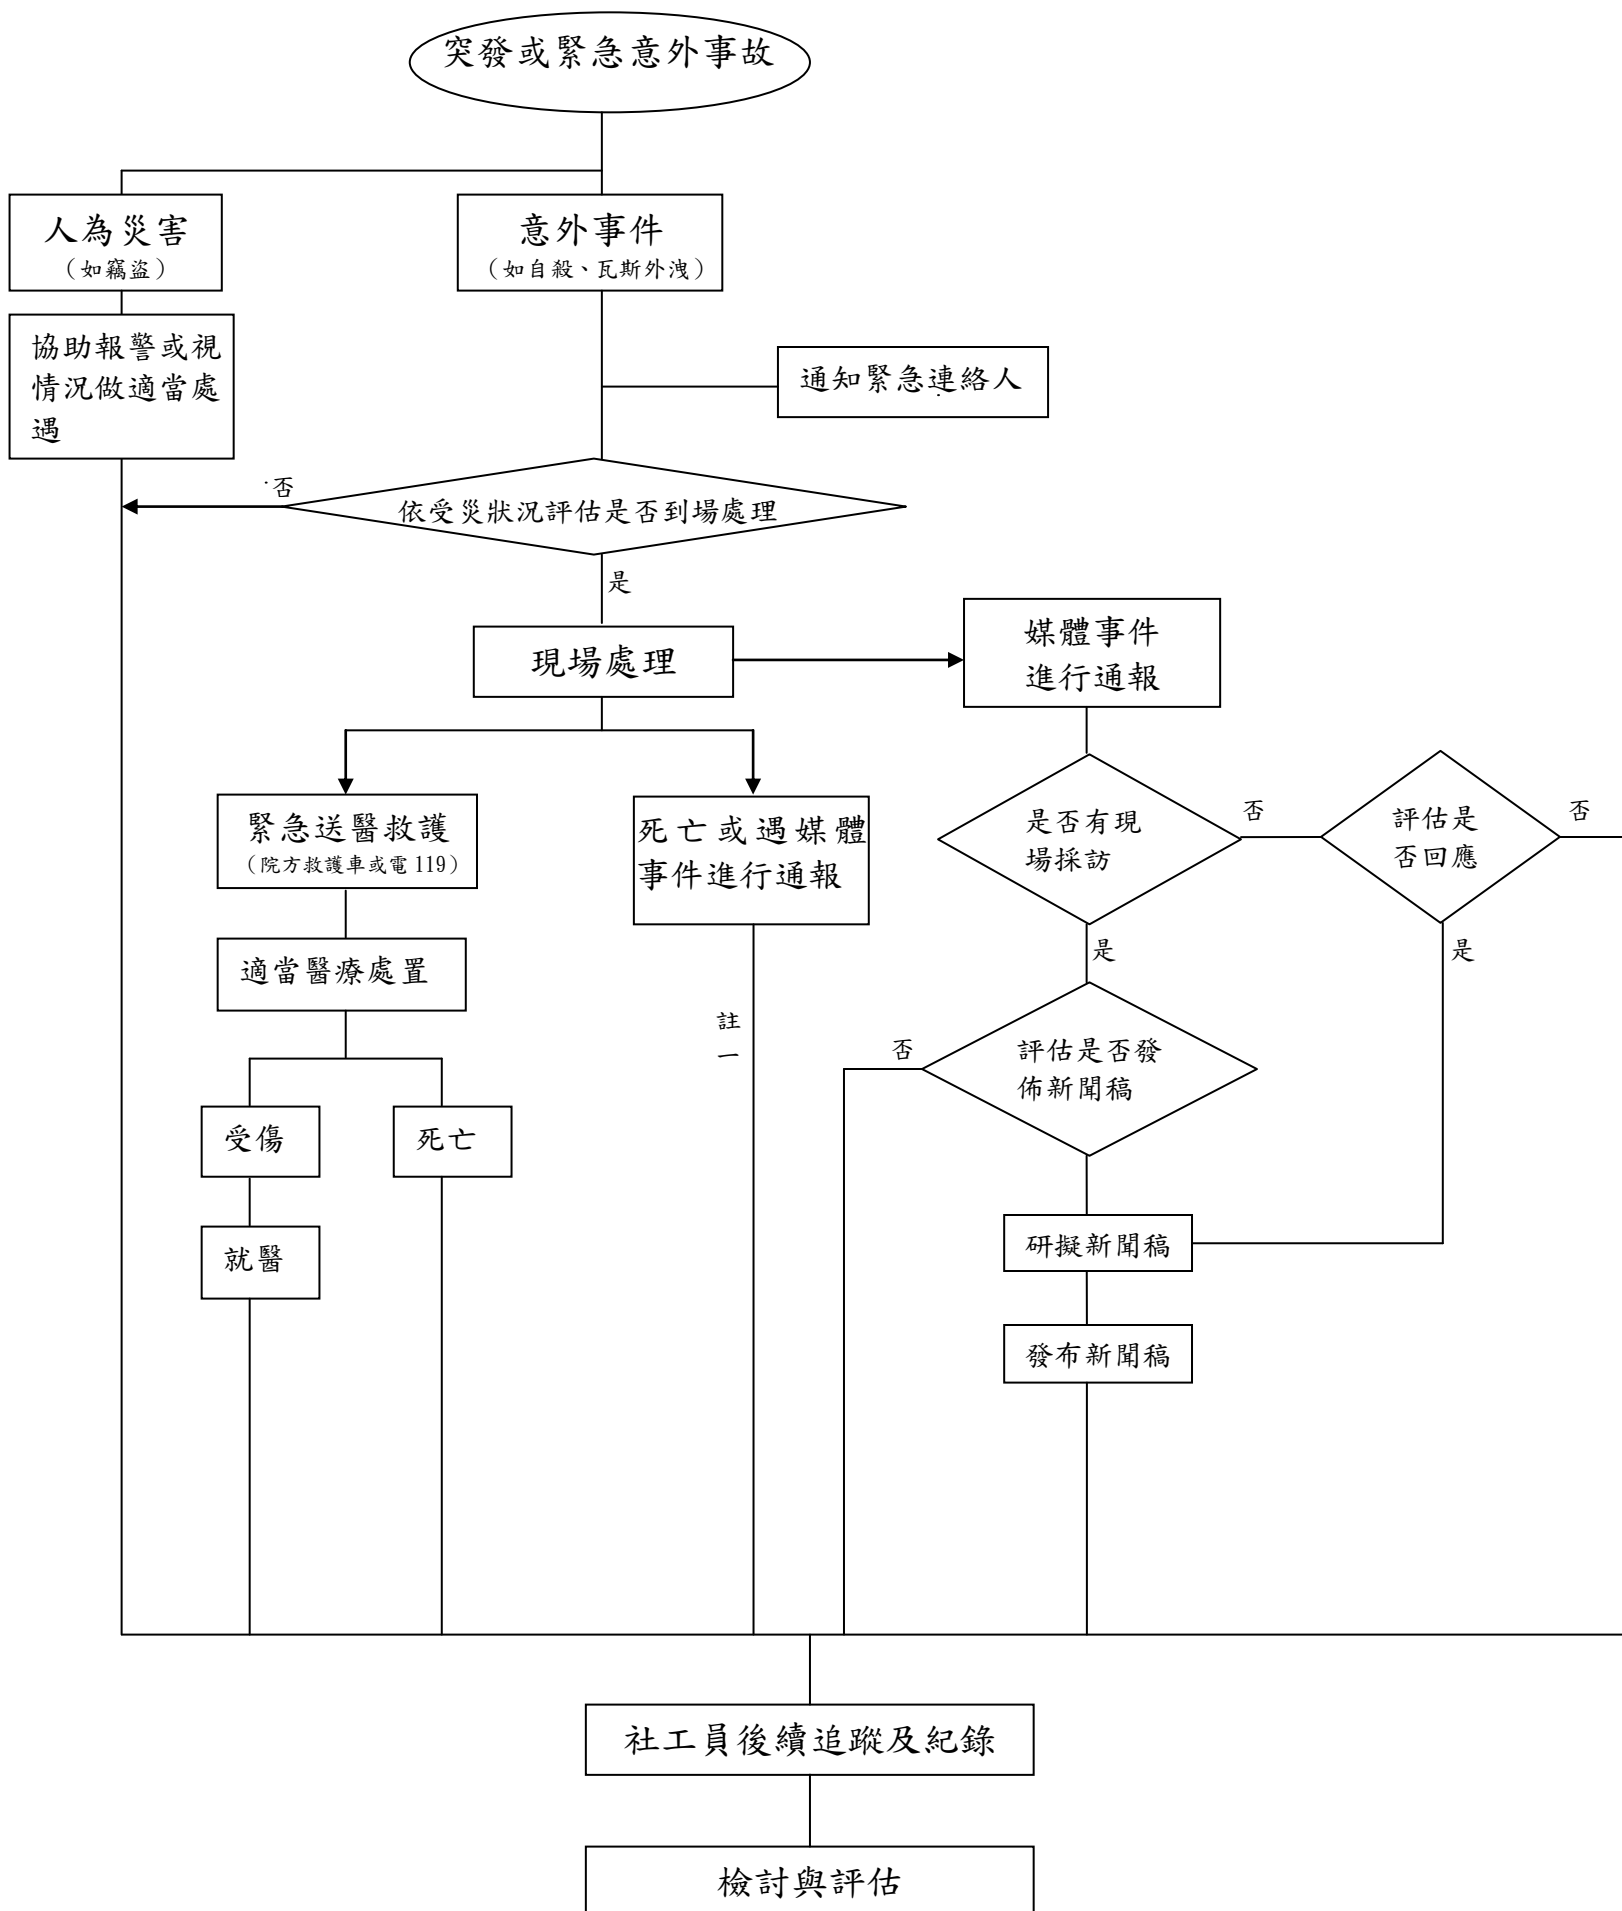 突發或緊急意外事故
人為災害
（如竊盜）
意外事件
（如自殺、瓦斯外洩）
協助報警或視
情況做適當處
遇
通知緊急連絡人
否
依受災狀況評估是否到場處理
是
現場處理
媒體事件
進行通報
緊急送醫救護
（院方救護車或電 119）
死亡或遇媒體
事件進行通報
是否有現
場採訪
否
評估是
否回應
否
適當醫療處置
是
是
註
一
否
評估是否發
佈新聞稿
受傷
死亡
就醫
研擬新聞稿
發布新聞稿
社工員後續追蹤及紀錄
檢討與評估